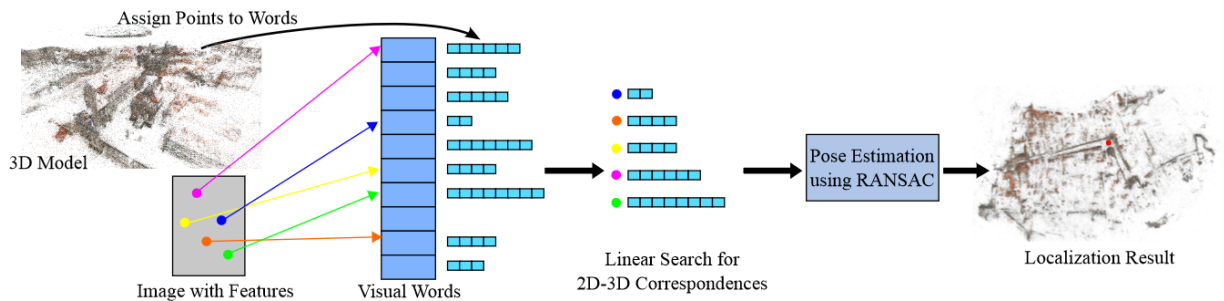 Assign Points to Words
3D Model
Image with Features
Visual Words
Linear Search for
2D-3D Correspondences
Pose Estimation
using RANSAC
Localization Result